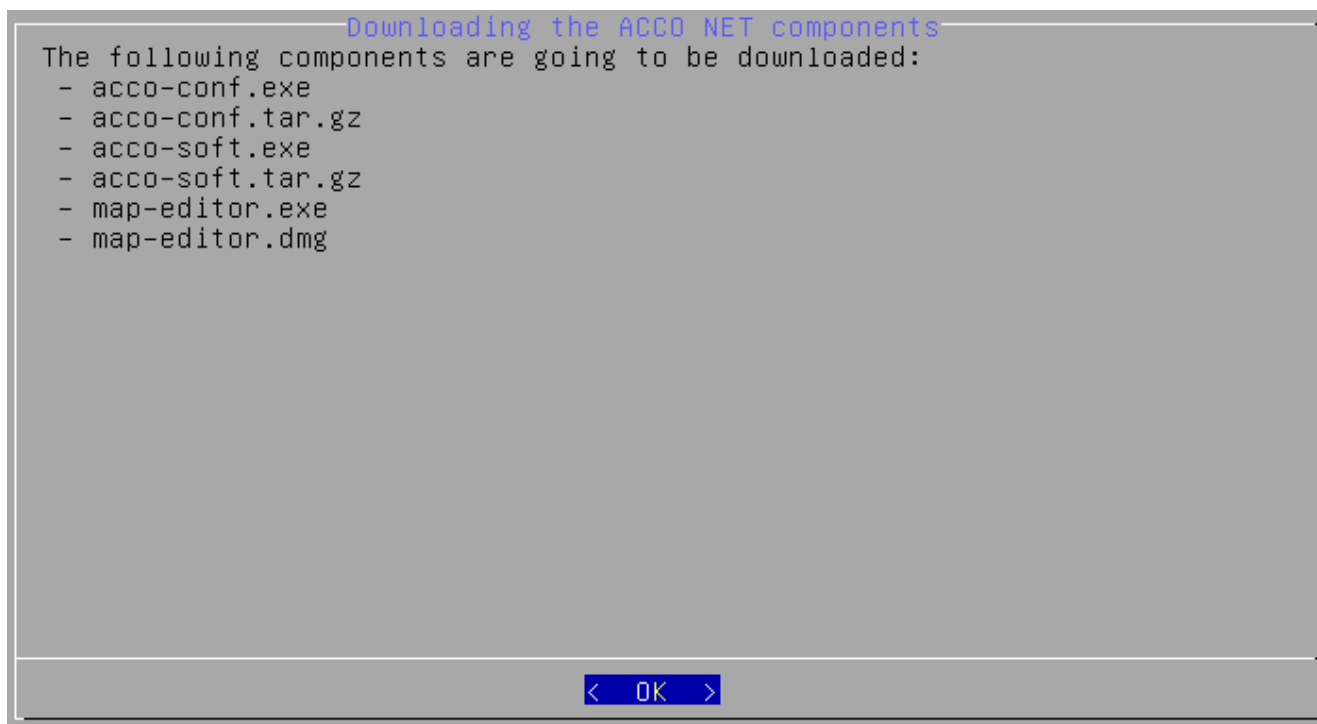 Downloading the ACCO NET components
The following components are going to be downloaded:
- acco-conf.exe
- acco-conf.tar.gz
- acco-soft.exe
- acco-soft.tar.gz
- map-editor.exe
- map-editor.dmg
< OK >